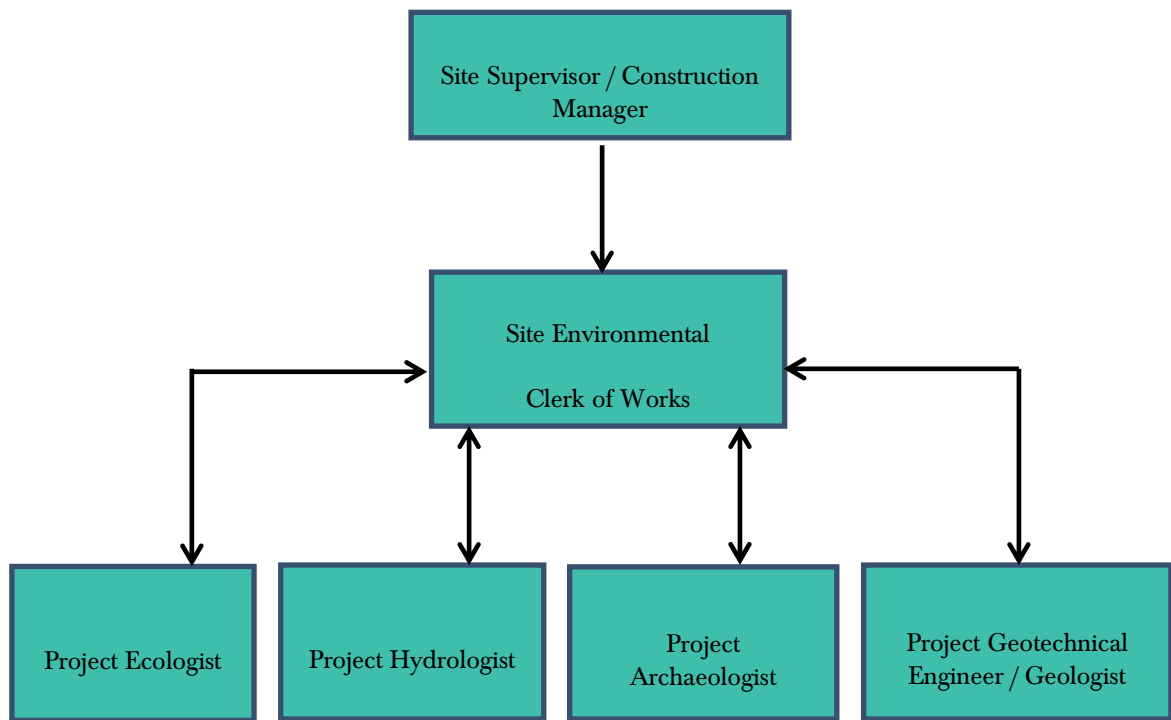 Site Supervisor / Construction
Manager
Site Environmental
Clerk of Works
Project Ecologist
Project Hydrologist
Project
Archaeologist
Project Geotechnical
Engineer / Geologist